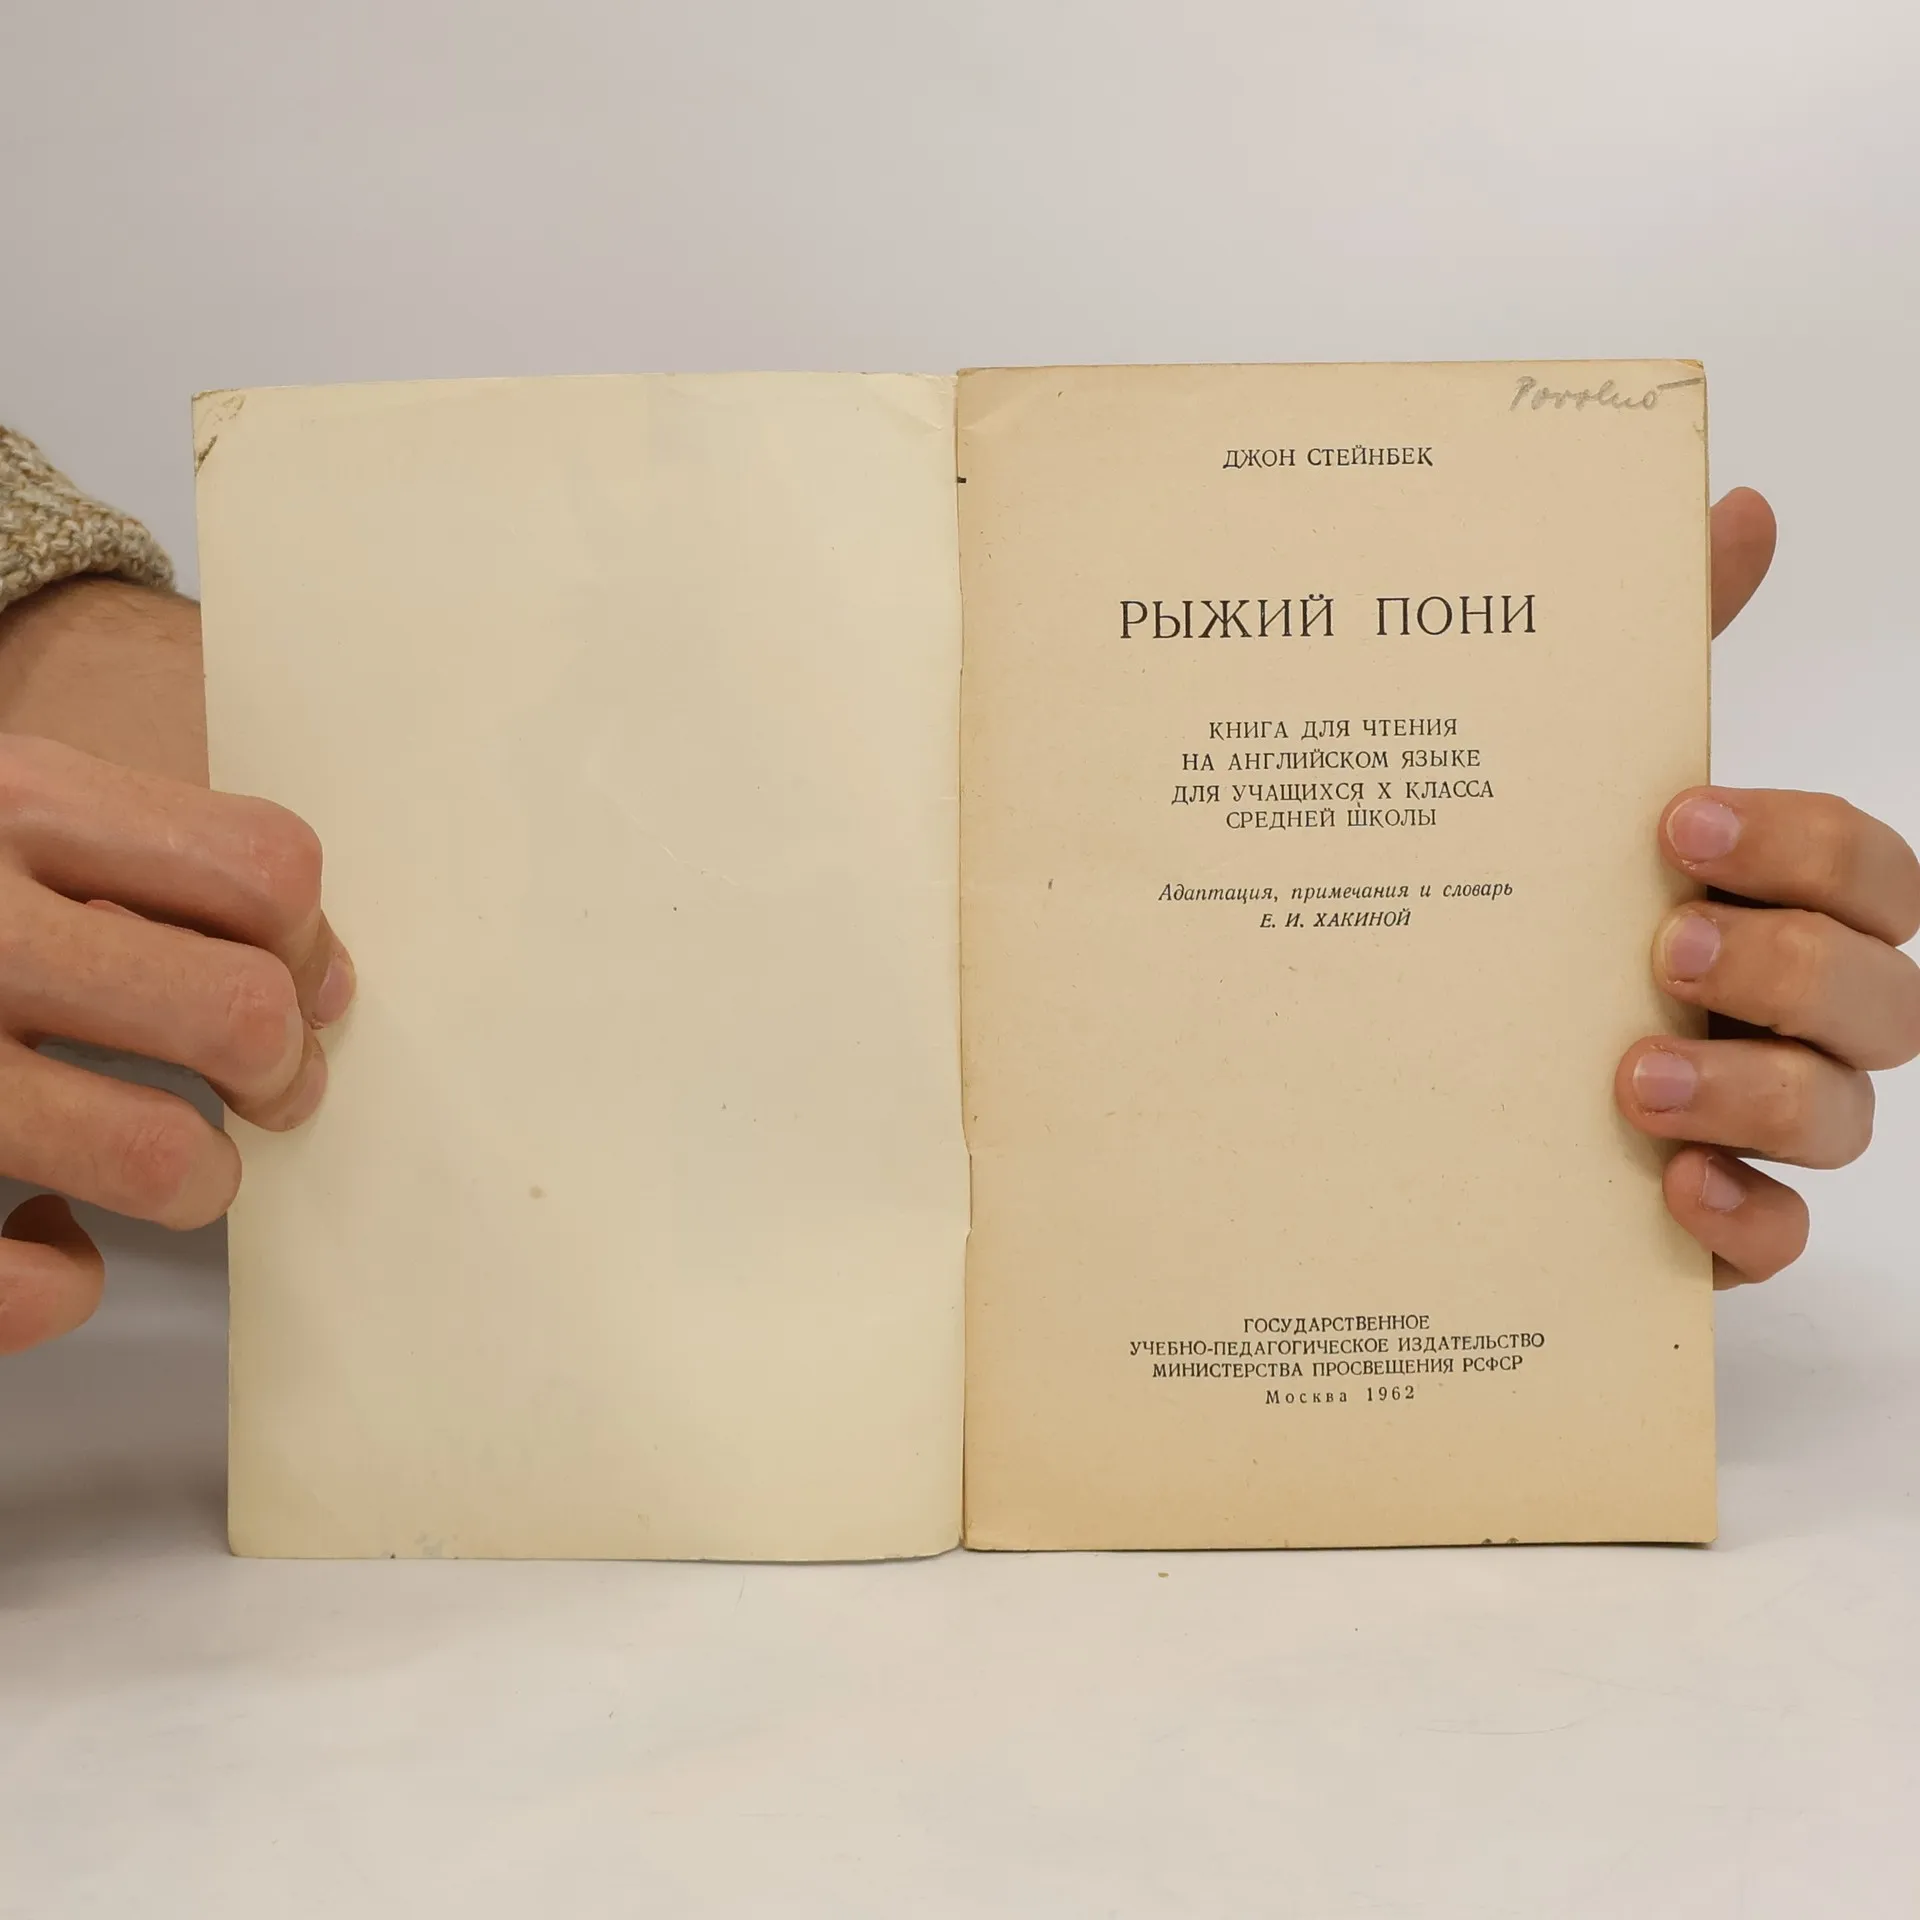 ДЖОН СТЕЙНБЕК
РЫЖИЙ ПОНИ
КНИГА ДЛЯ ЧТЕНИЯ
НА АНГЛИЙСКОМ ЯЗЫКЕ
ДЛЯ УЧАЩИХСЯ X КЛАССА
СРЕДНЕЙ ШКОЛЫ
Адаптация, примечания и словарь
Е. И. ХАКИНОЙ
ГОСУДАРСТВЕННОЕ
УЧЕБНО-ПЕДАГОГИЧЕСКОЕ ИЗДАТЕЛЬСТВО
МИНИСТЕРСТВА ПРОСВЕЩЕНИЯ РСФСР
Москва 1962